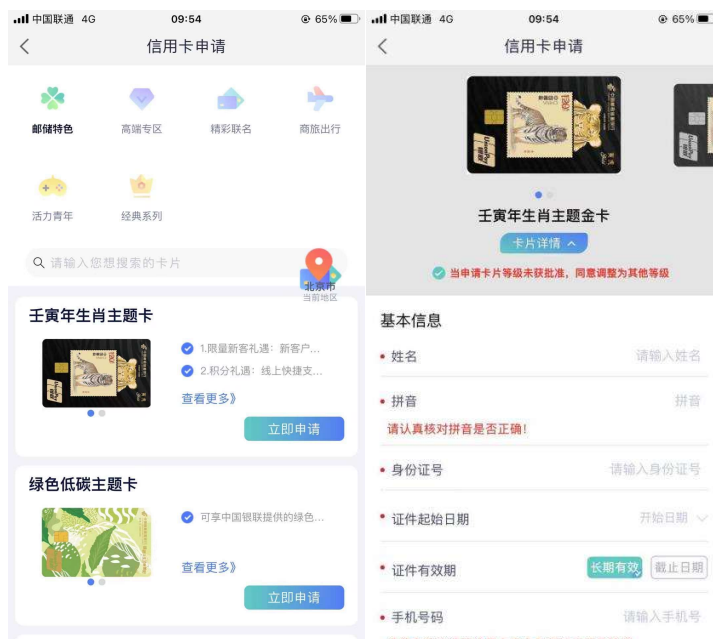 中国联通 4G 09:54 65%
信用卡申请
邮储特色 高端专区 精彩联名 商旅出行
活力青年 经典系列
请输入您想搜索的卡片
北京市
当前地区
壬寅年生肖主题卡
1.限量新客礼遇：新客户...
2.积分礼遇：线上快捷支...
查看更多》
立即申请
绿色低碳主题卡
可享中国银联提供的绿色...
查看更多》
立即申请
中国联通 4G 09:54 65%
信用卡申请
壬寅年生肖主题金卡
卡片详情
当申请卡片等级未获批准，同意调整为其他等级
基本信息
• 姓名 请输入姓名
• 拼音 拼音
请认真核对拼音是否正确！
• 身份证号 请输入身份证号
• 证件起始日期 开始日期
• 证件有效期 长期有效 截止日期
• 手机号码 请输入手机号